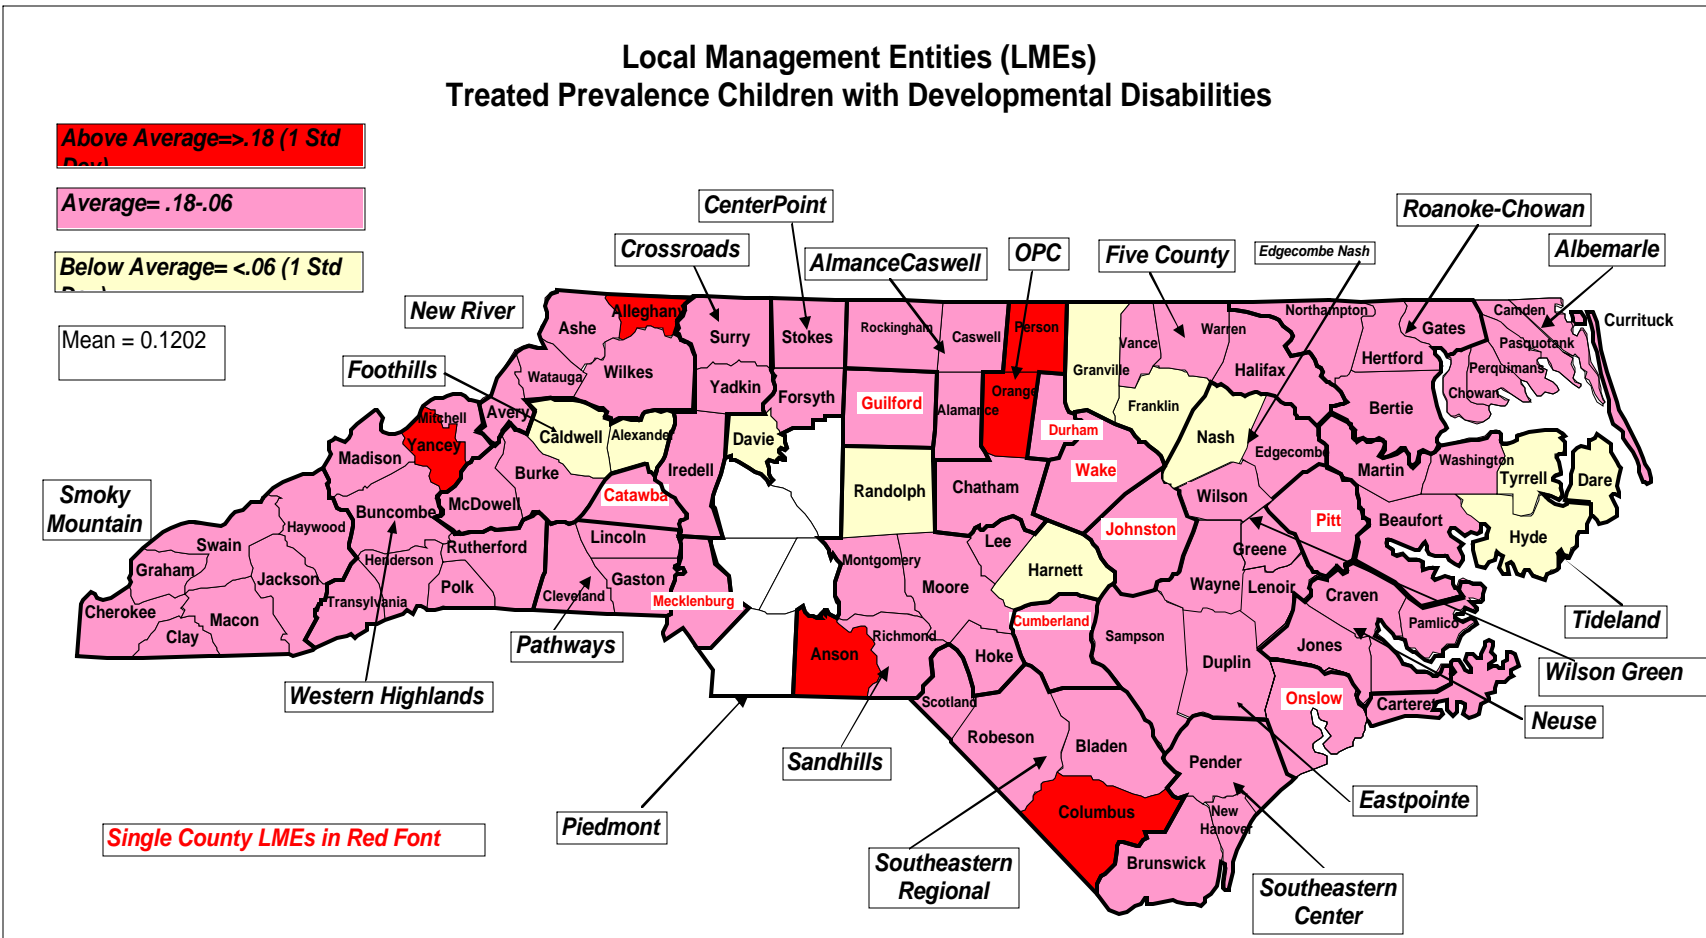 Local Management Entities (LMEs)
Treated Prevalence Children with Developmental Disabilities
Above Average=>.18 (1 Std
Dev)
Average= .18-.06
Below Average= <.06 (1 Std
Mean = 0.1202
CenterPoint
Crossroads
AlmanceCaswell
OPC
Five County
Edgecombe Nash
Roanoke-Chowan
Albemarle
New River
Foothills
Smoky
Mountain
Alleghany
Ashe
Surry
Stokes
Rockingham
Caswell
Person
Granville
Vance
Warren
Northampton
Gates
Camden
Currituck
Pasquotank
Perquimans
Chowan
Hertford
Halifax
Bertie
Watauga
Wilkes
Yadkin
Forsyth
Guilford
Alamance
Orange
Durham
Franklin
Mitchell
Avery
Caldwell
Alexander
Davie
Nash
Edgecombe
Martin
Washington
Tyrrell
Dare
Yancey
Madison
Burke
Iredell
Randolph
Chatham
Wake
Wilson
McDowell
Catawba
Johnston
Pitt
Beaufort
Hyde
Buncombe
Haywood
Swain
Rutherford
Lincoln
Lee
Greene
Graham
Jackson
Henderson
Polk
Gaston
Cleveland
Montgomery
Moore
Harnett
Wayne
Lenoir
Craven
Cherokee
Macon
Clay
Transylvania
Mecklenburg
Cumberland
Sampson
Pamlico
Tideland
Pathways
Anson
Richmond
Hoke
Duplin
Jones
Wilson Green
Western Highlands
Scotland
Onslow
Carteret
Neuse
Sandhills
Robeson
Bladen
Pender
Eastpointe
Piedmont
Columbus
New
Hanover
Brunswick
Single County LMEs in Red Font
Southeastern
Regional
Southeastern
Center